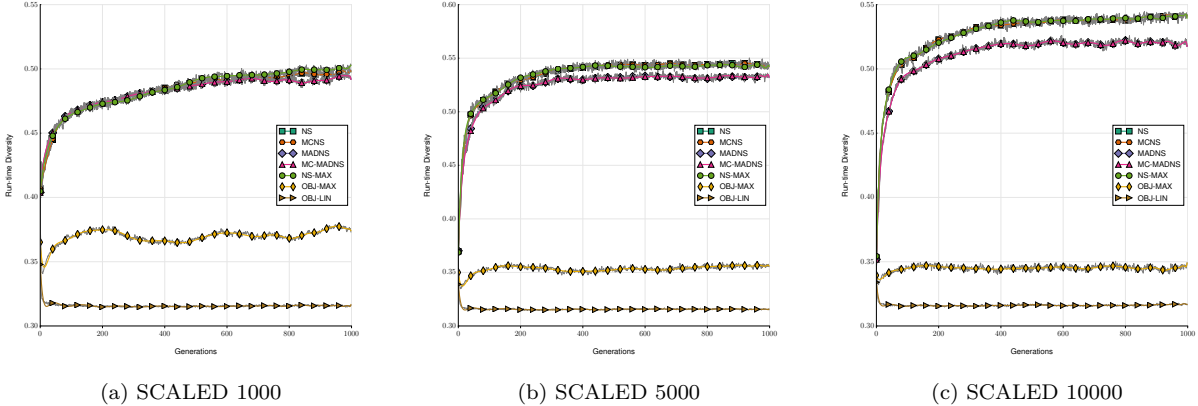 0.55
0.50
0.45
0.40
0.35
0.30
Run-time Diversity
0
200
400
600
800
1000
Generations
NS
MCNS
MADNS
MC-MADNS
NS-MAX
OBJ-MAX
OBJ-LIN
(a) SCALED 1000
0.60
0.55
0.50
0.45
0.40
0.35
0.30
Run-time Diversity
0
200
400
600
800
1000
Generations
NS
MCNS
MADNS
MC-MADNS
NS-MAX
OBJ-MAX
OBJ-LIN
(b) SCALED 5000
0.55
0.50
0.45
0.40
0.35
0.30
Run-time Diversity
0
200
400
600
800
1000
Generations
NS
MCNS
MADNS
MC-MADNS
NS-MAX
OBJ-MAX
OBJ-LIN
(c) SCALED 10000